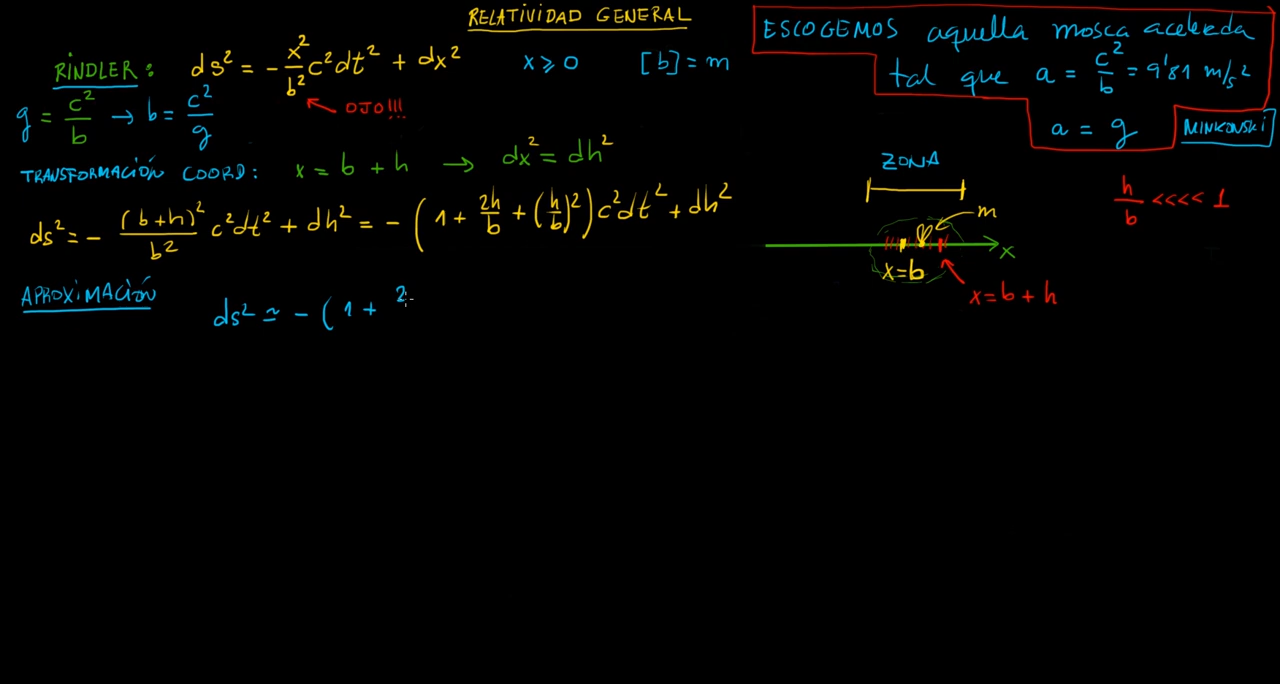 RELATIVIDAD GENERAL
RINDLER: ds² = - x²/b² c²dt² + dx² x ⩾ 0 [b] = m
OJO!!!
g = c²/b → b = c²/g
TRANSFORMACIÓN COORD: x = b + h → dx² = dh²
ds² = - (b+h)²/b² c²dt² + dh² = - (1 + 2h/b + (h/b)²) c²dt² + dh²
APROXIMACIÓN ds² ≃ - ( 1 + 2
ESCOGEMOS aquella mosca acelerada
tal que a = c²/b = 9'81 m/s²
a = g MINKOWSKI
ZONA
h/b <<<< 1
m
x
x=b
x=b+h